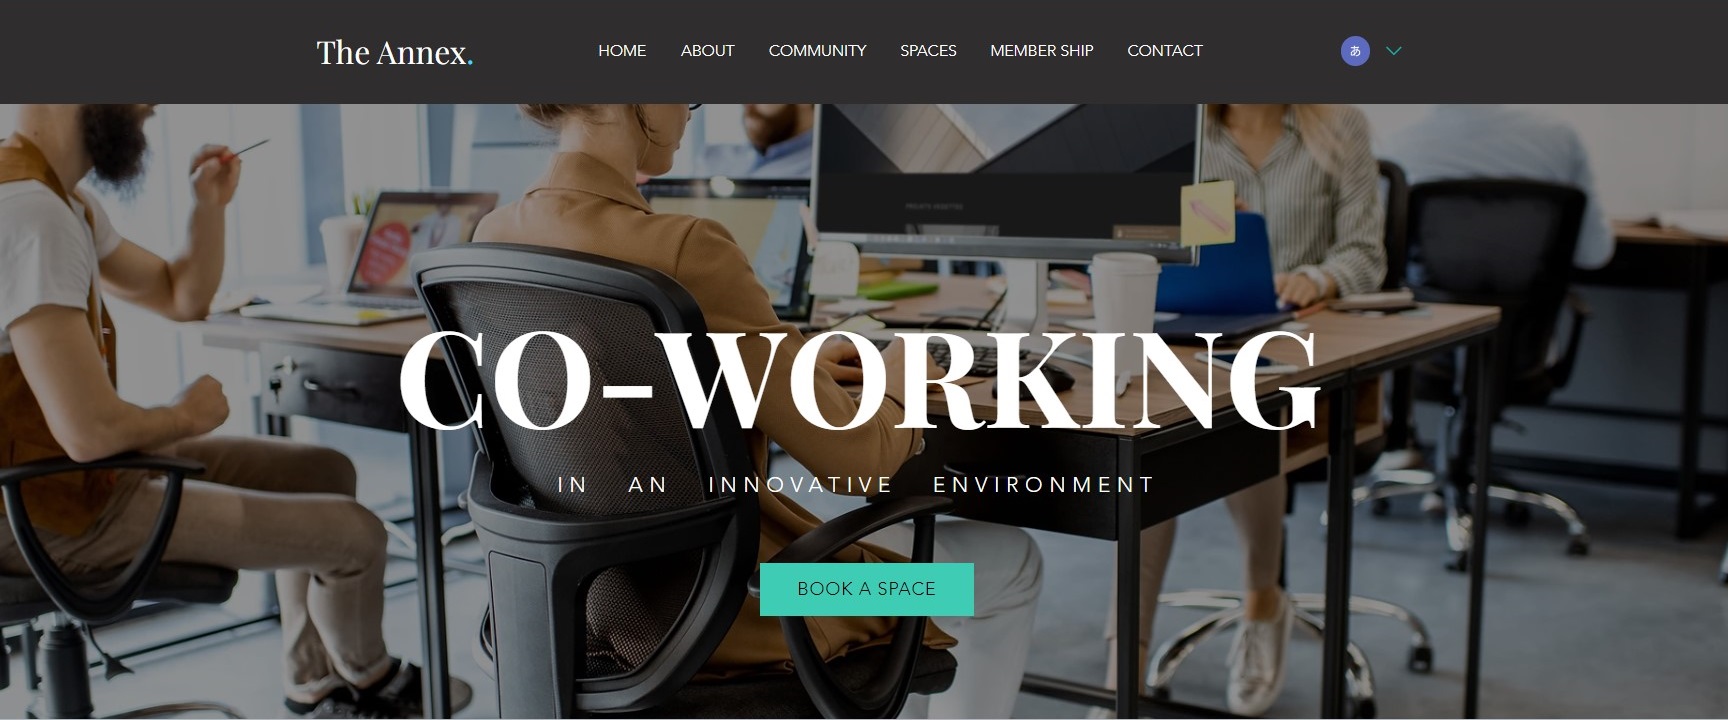 The Annex.
HOME ABOUT COMMUNITY SPACES MEMBER SHIP CONTACT
あ
CO-WORKING
IN AN INNOVATIVE ENVIRONMENT
BOOK A SPACE